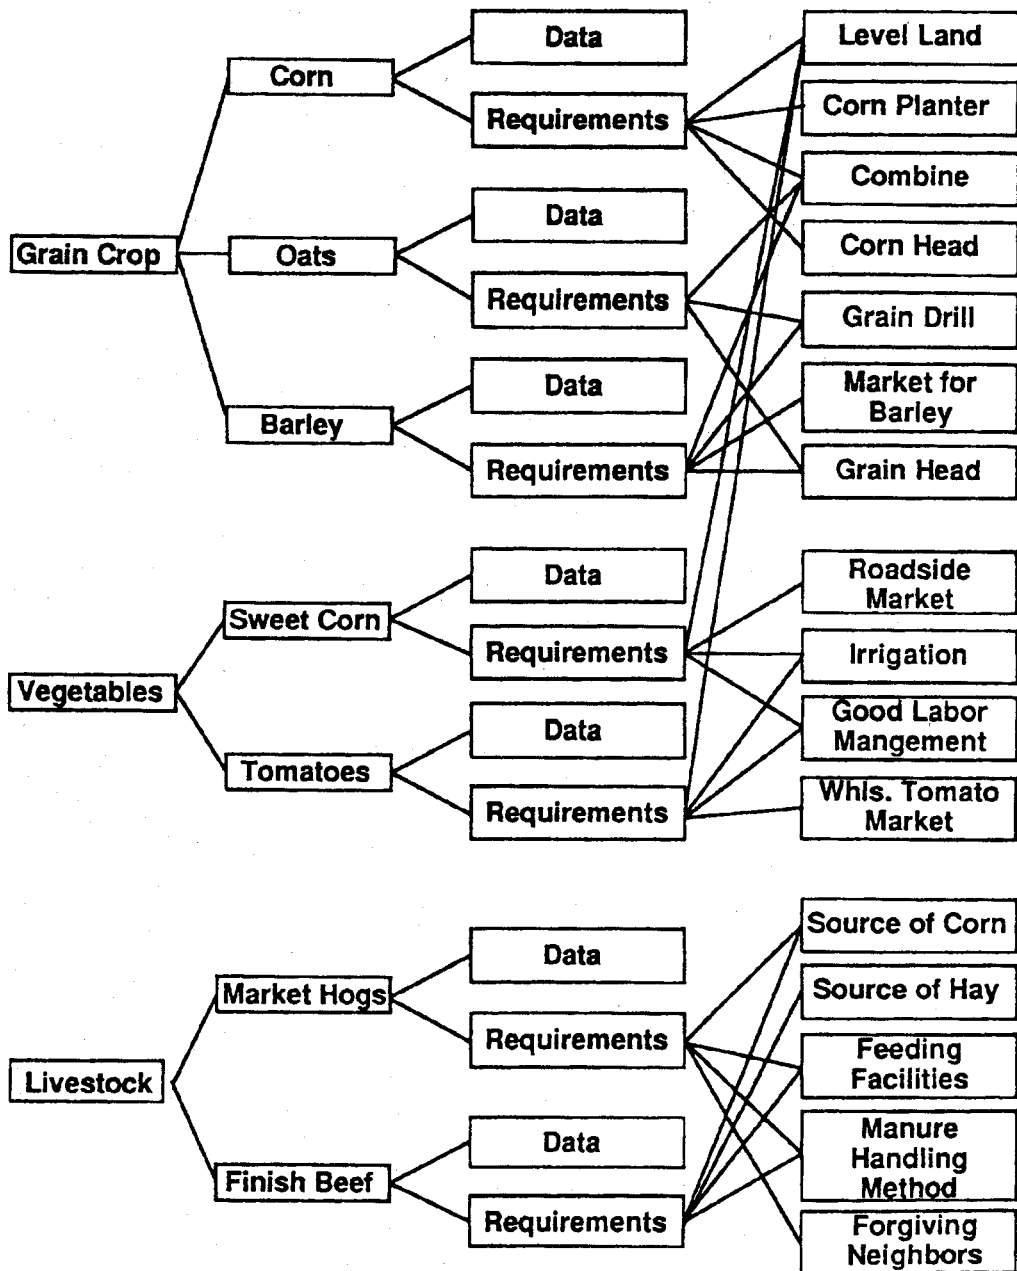 Data
Level Land
Corn
Corn Planter
Requirements
Combine
Data
Corn Head
Grain Crop
Oats
Requirements
Grain Drill
Data
Market for
Barley
Barley
Requirements
Grain Head
Data
Roadside
Market
Sweet Corn
Requirements
Irrigation
Vegetables
Data
Good Labor
Mangement
Tomatoes
Requirements
Whls. Tomato
Market
Data
Source of Corn
Market Hogs
Source of Hay
Requirements
Feeding
Facilities
Livestock
Data
Manure
Handling
Method
Finish Beef
Requirements
Forgiving
Neighbors